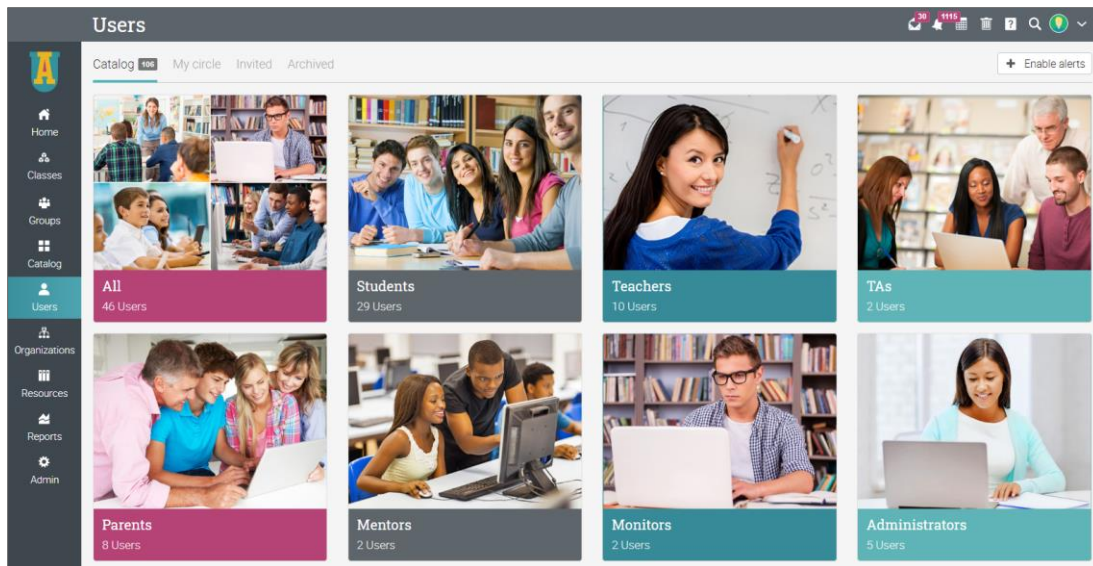 Users
30
1115
?
A
Catalog 106 My circle Invited Archived
+ Enable alerts
Home
Classes
Groups
Catalog
Users
Organizations
Resources
Reports
Admin
All
46 Users
Students
29 Users
Teachers
10 Users
TAs
2 Users
Parents
8 Users
Mentors
2 Users
Monitors
2 Users
Administrators
5 Users